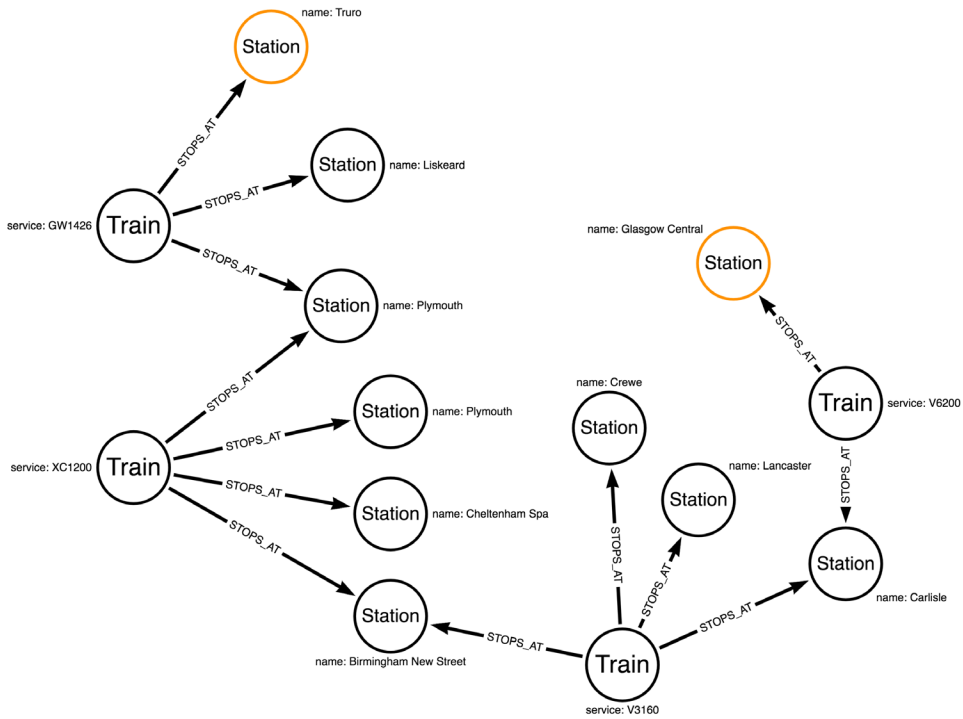 name: Truro
Station
STOPS_AT
Station
name: Liskeard
STOPS_AT
service: GW1426
Train
STOPS_AT
Station
name: Plymouth
name: Glasgow Central
Station
STOPS_AT
STOPS_AT
name: Crewe
Station
name: Plymouth
STOPS_AT
Train
service: V6200
Station
service: XC1200
Train
STOPS_AT
name: Lancaster
Station
STOPS_AT
Station
name: Cheltenham Spa
STOPS_AT
STOPS_AT
STOPS_AT
STOPS_AT
Station
name: Carlisle
Station
name: Birmingham New Street
STOPS_AT
STOPS_AT
Train
service: V3160